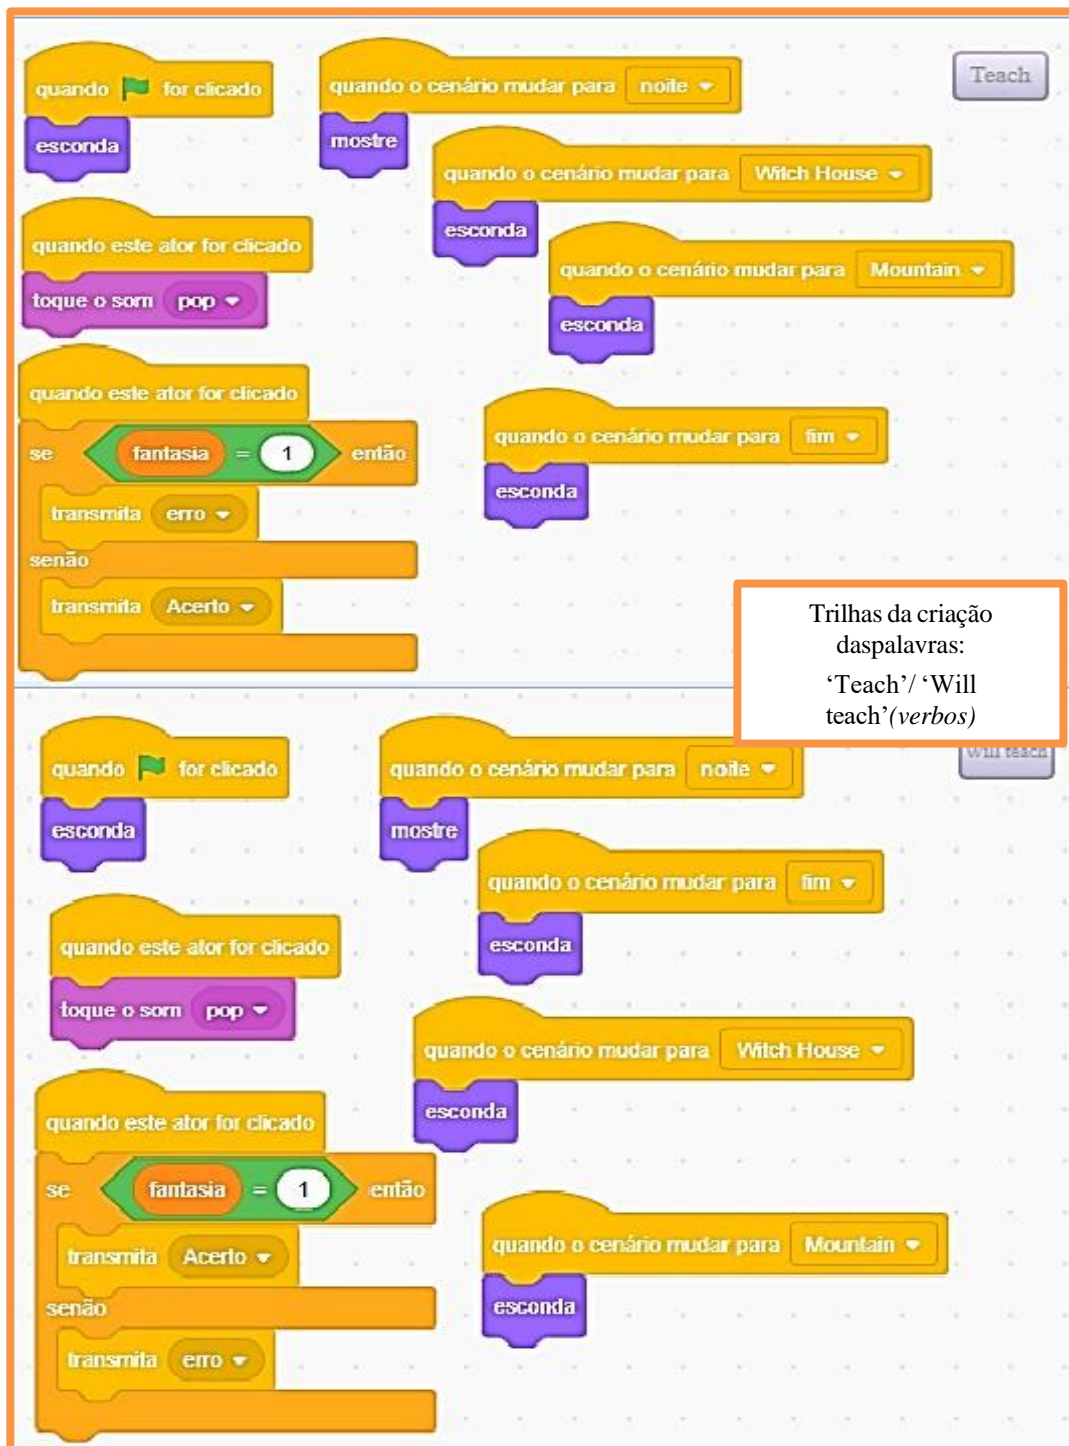 quando for clicado
esconda
quando o cenário mudar para noite
mostre
Teach
quando o cenário mudar para Witch House
esconda
quando este ator for clicado
toque o som pop
quando o cenário mudar para Mountain
esconda
quando este ator for clicado
se fantasia = 1 então
transmita erro
senão
transmita Acerto
quando o cenário mudar para fim
esconda
Trilhas da criação
daspalavras:
‘Teach’/ ‘Will
teach’(verbos)
quando for clicado
esconda
quando o cenário mudar para noite
mostre
Will teach
quando o cenário mudar para fim
esconda
quando este ator for clicado
toque o som pop
quando o cenário mudar para Witch House
esconda
quando este ator for clicado
se fantasia = 1 então
transmita Acerto
senão
transmita erro
quando o cenário mudar para Mountain
esconda